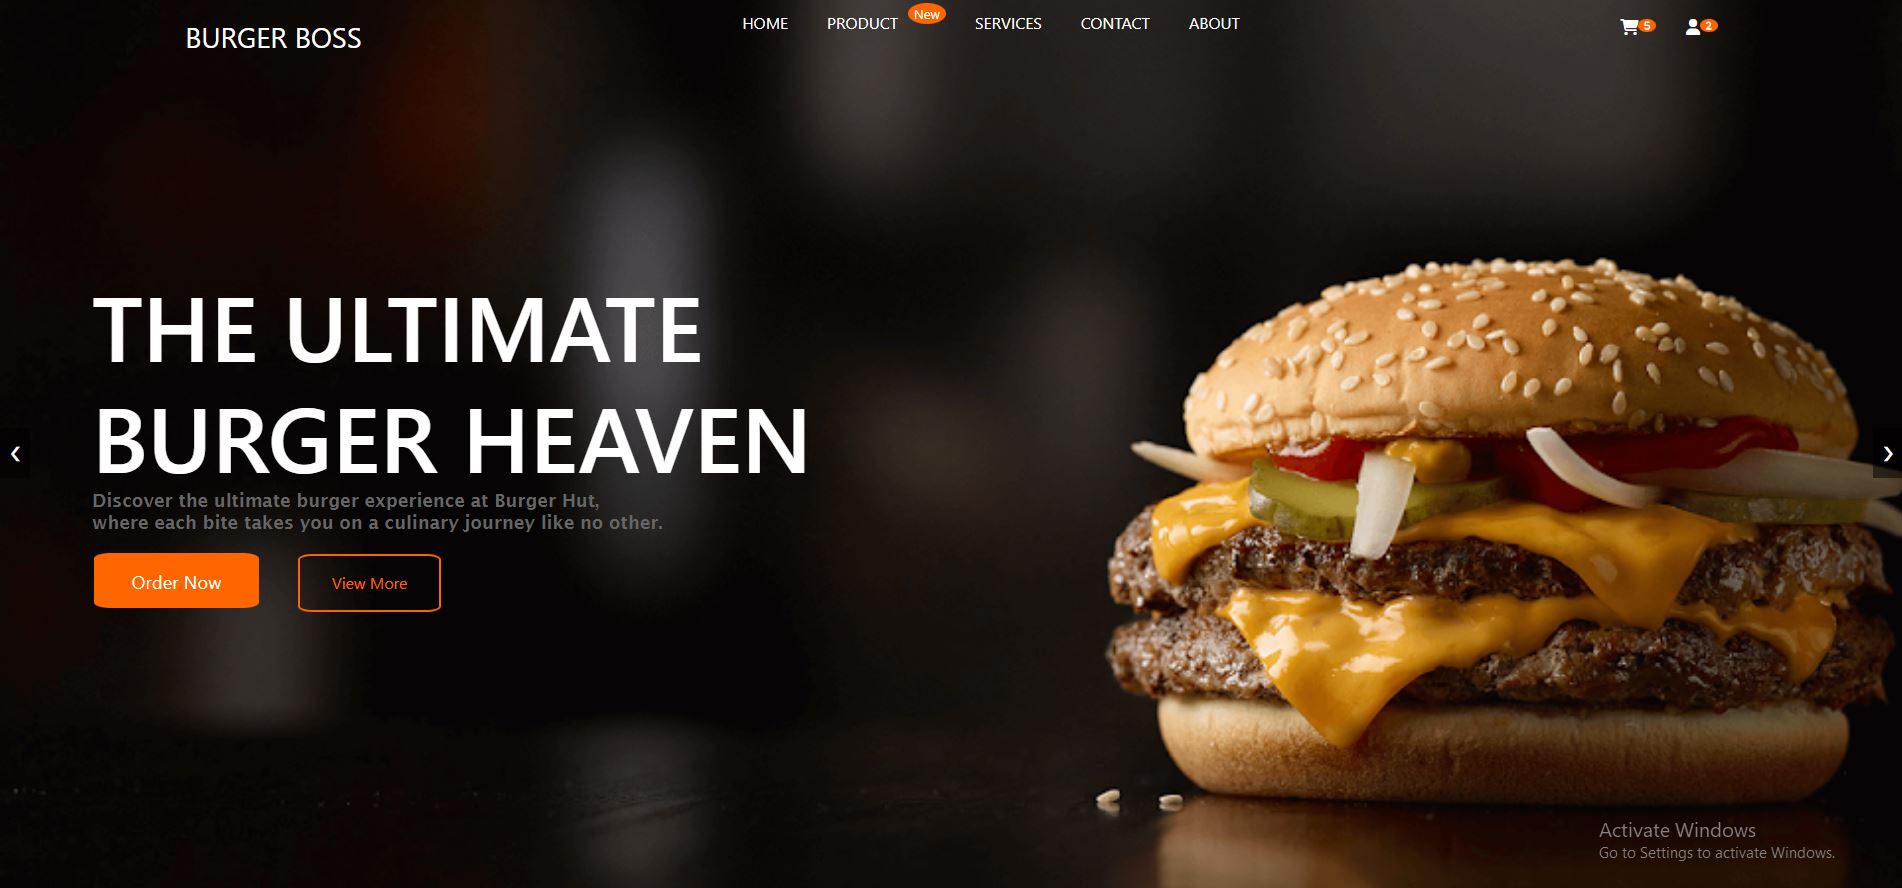 BURGER BOSS
HOME PRODUCT New SERVICES CONTACT ABOUT
5 2
THE ULTIMATE
BURGER HEAVEN
Discover the ultimate burger experience at Burger Hut,
where each bite takes you on a culinary journey like no other.
Order Now View More
Activate Windows
Go to Settings to activate Windows.